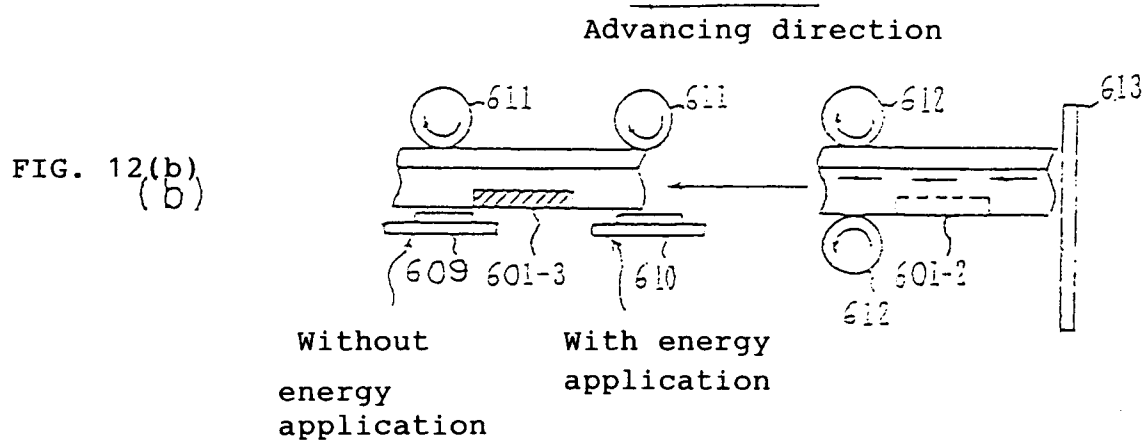 Advancing direction
611
611
612
613
FIG. 12(b)
(b)
609
601-3
610
601-2
612
Without
energy
application
With energy
application